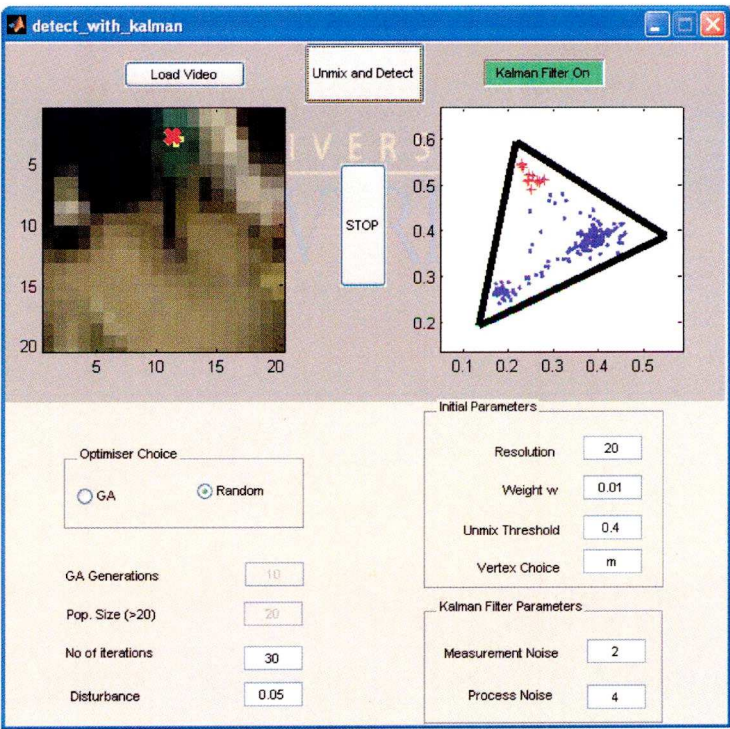 detect_with_kalman
Load Video
Unmix and Detect
Kalman Filter On
I V E R S
STOP
5
10
15
20
5 10 15 20
0.6
0.5
0.4
0.3
0.2
0.1 0.2 0.3 0.4 0.5
Optimiser Choice
GA
Random
GA Generations 10
Pop. Size (>20) 20
No of iterations 30
Disturbance 0.05
Initial Parameters
Resolution 20
Weight w 0.01
Unmix Threshold 0.4
Vertex Choice m
Kalman Filter Parameters
Measurement Noise 2
Process Noise 4